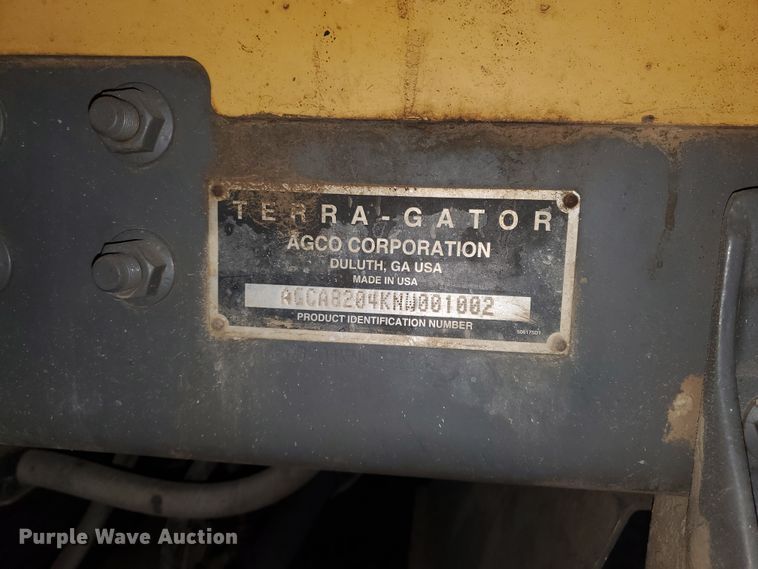 TERRA-GATOR
AGCO CORPORATION
DULUTH, GA USA
MADE IN USA
AGCA8204KNW001002
PRODUCT IDENTIFICATION NUMBER
Purple Wave Auction